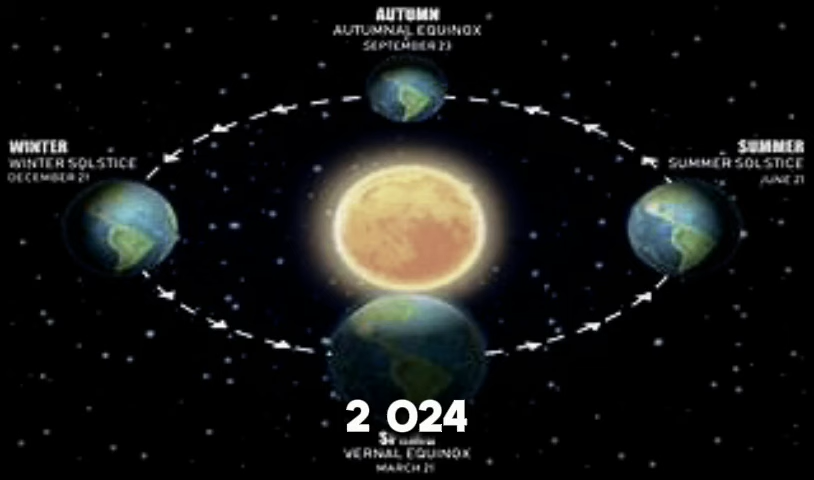 AUTUMN
AUTUMNAL EQUINOX
SEPTEMBER 23
WINTER
WINTER SOLSTICE
DECEMBER 21
SUMMER
SUMMER SOLSTICE
JUNE 21
2 024
VERNAL EQUINOX
MARCH 21